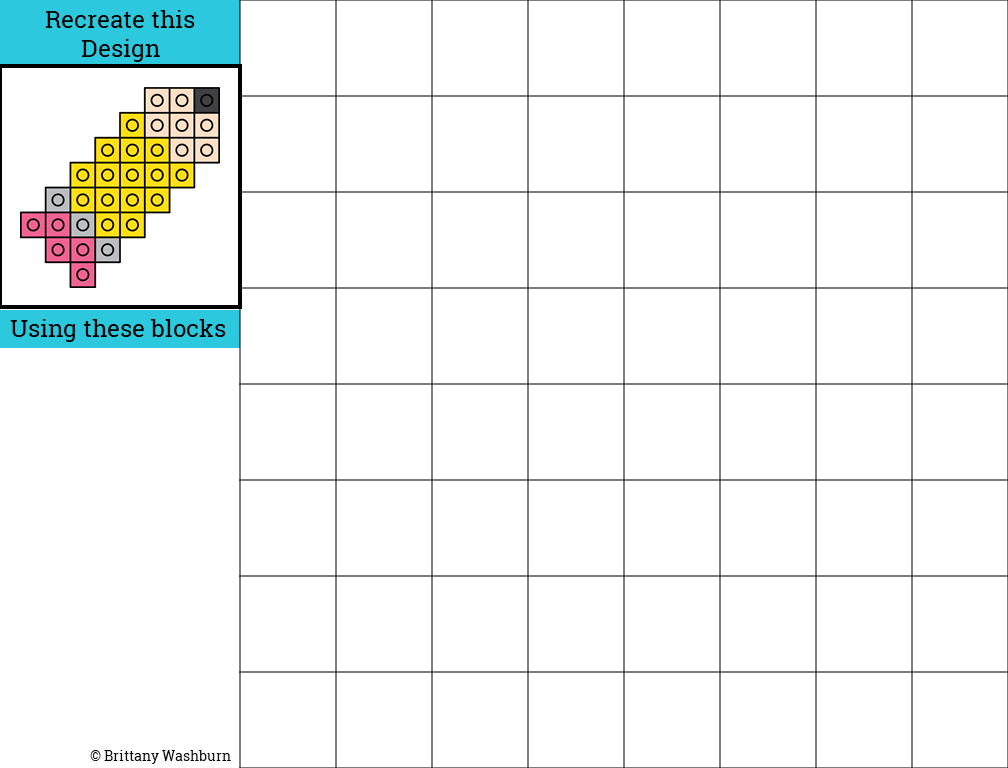 Recreate this
Design
Using these blocks
© Brittany Washburn